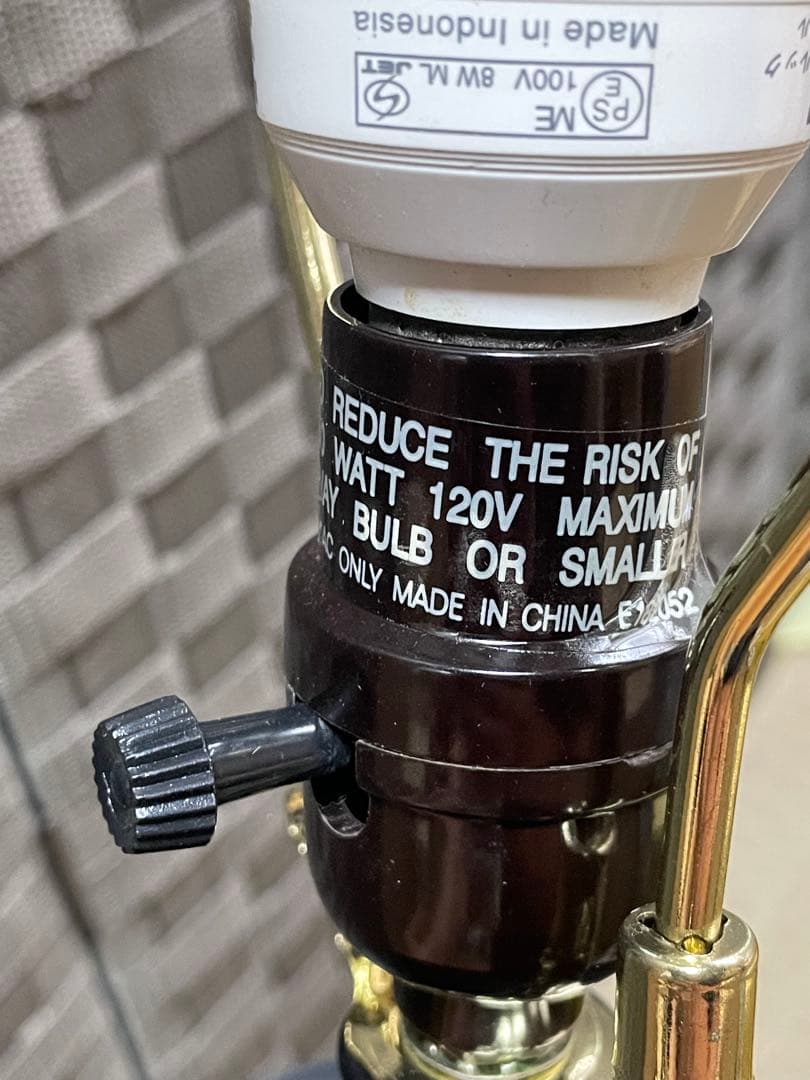 Made in Indonesia
PS E ME
100V 8W ML JET
REDUCE THE RISK OF
WATT 120V MAXIMUM
BULB OR SMALLER
ONLY MADE IN CHINA